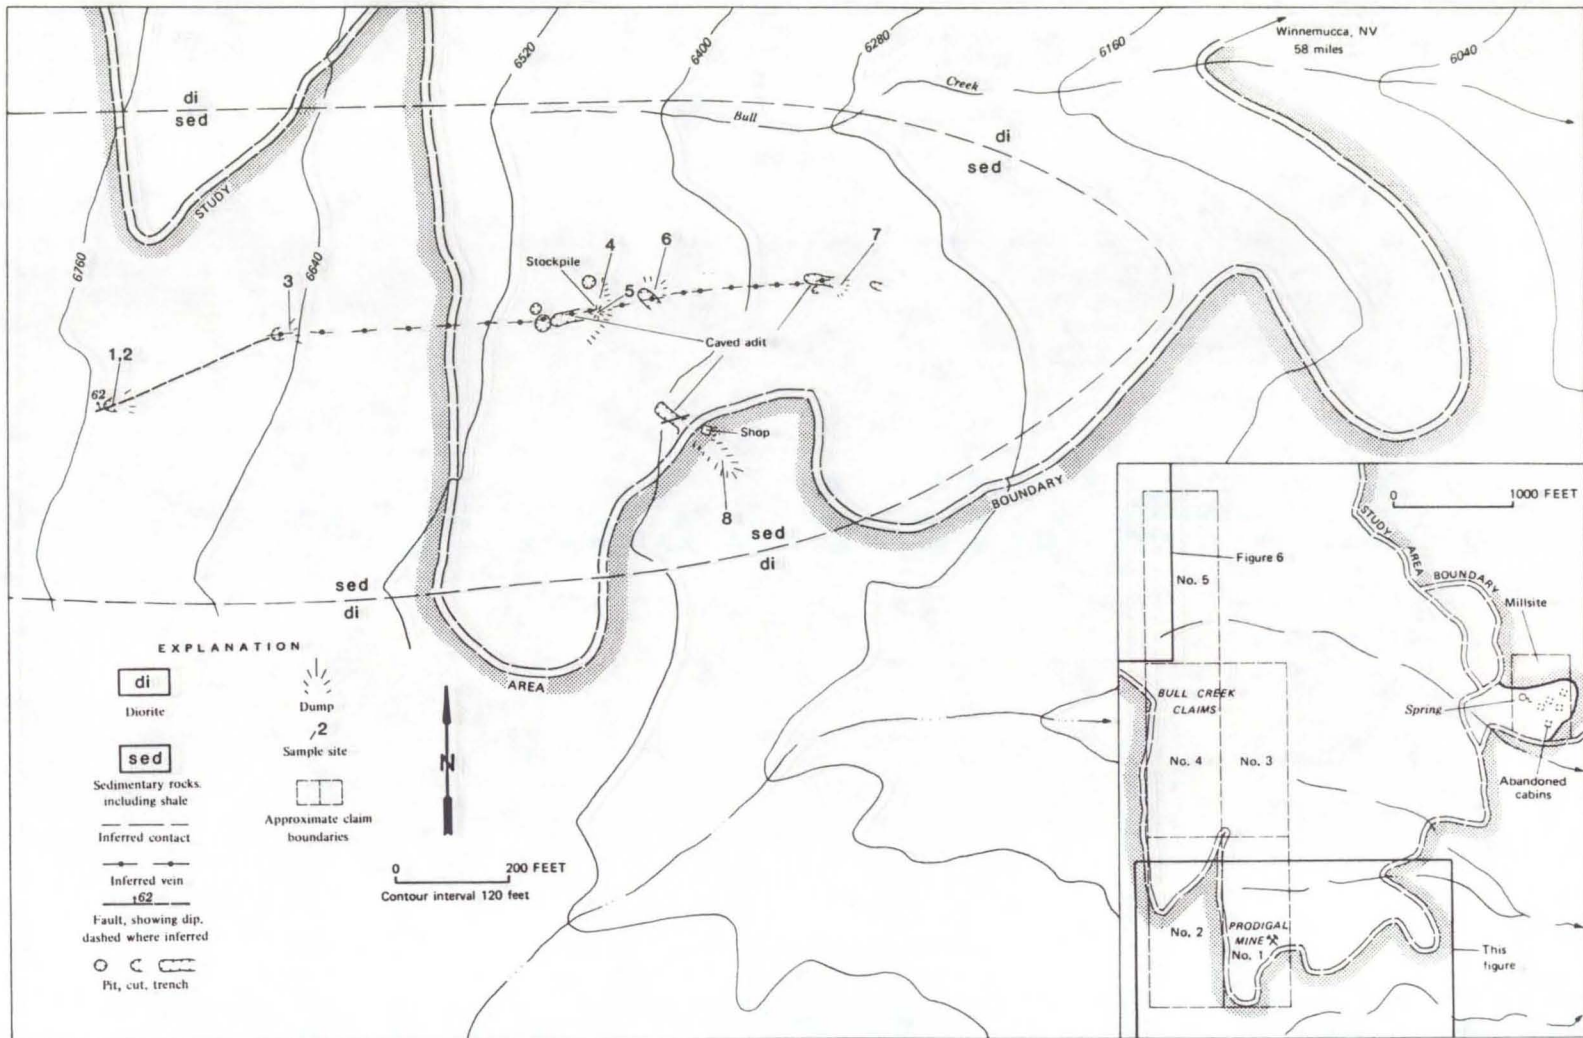 6520
6400
6280
6160
6040
Winnemucca, NV
58 miles
di
sed
Bull
Creek
di
sed
STUDY
6760
6640
3
Stockpile
4
6
7
5
1,2
62
Caved adit
Shop
8
BOUNDARY
sed
di
sed
di
AREA
EXPLANATION
di
Diorite
sed
Sedimentary rocks,
including shale
Inferred contact
Inferred vein
62
Fault, showing dip,
dashed where inferred
Pit, cut, trench
Dump
2
Sample site
Approximate claim
boundaries
N
0 200 FEET
Contour interval 120 feet
0 1000 FEET
STUDY AREA BOUNDARY
Figure 6
No. 5
Millsite
BULL CREEK
CLAIMS
Spring
No. 4
No. 3
Abandoned
cabins
No. 2
PRODIGAL
MINE
No. 1
This
figure